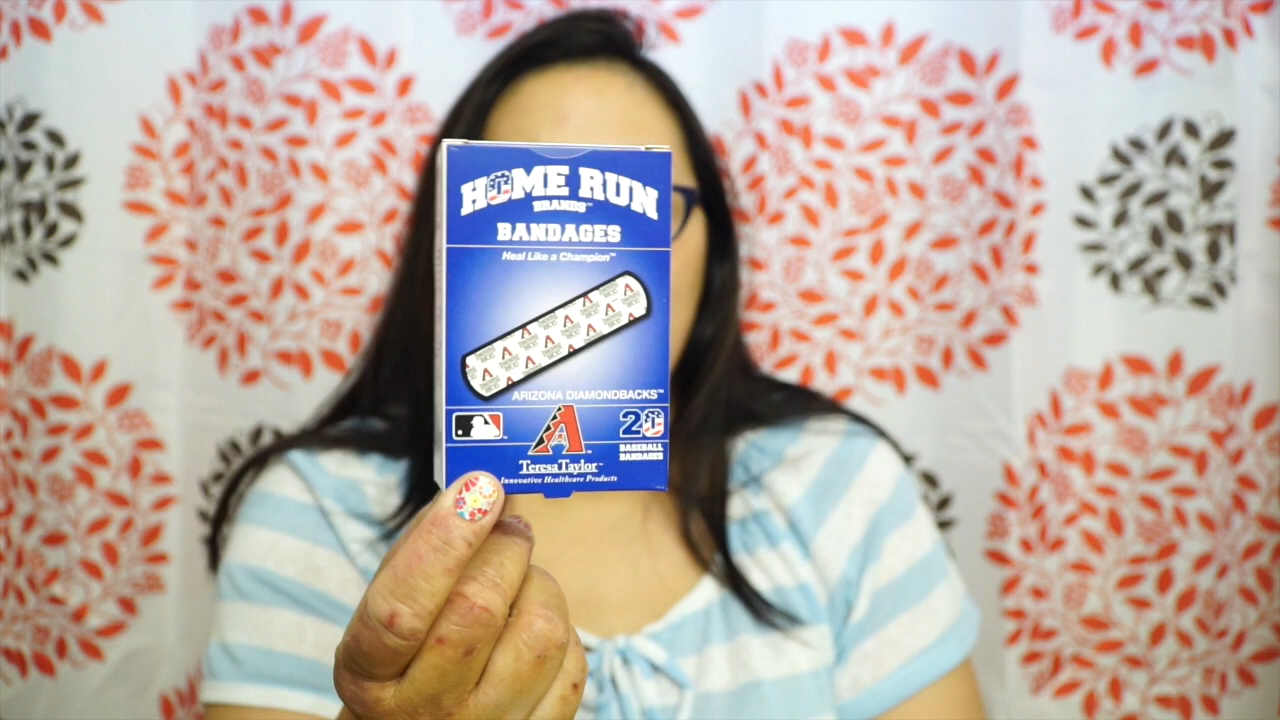 HOME RUN
BRANDS™
BANDAGES
Heal Like a Champion™
ARIZONA DIAMONDBACKS™
20
BASEBALL
BANDAGES
TeresaTaylor™
Innovative Healthcare Products